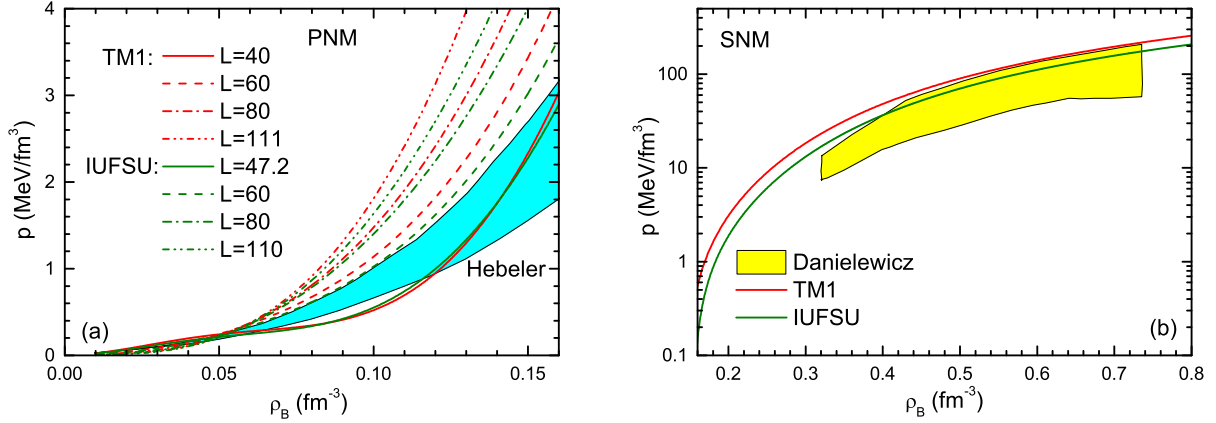 4
3
2
1
0
p (MeV/fm³)
PNM
TM1: L=40
L=60
L=80
L=111
IUFSU: L=47.2
L=60
L=80
L=110
Hebeler
(a)
0.00 0.05 0.10 0.15
ρ_B (fm⁻³)
100
10
1
0.1
p (MeV/fm³)
SNM
Danielewicz
TM1
IUFSU
(b)
0.2 0.3 0.4 0.5 0.6 0.7 0.8
ρ_B (fm⁻³)